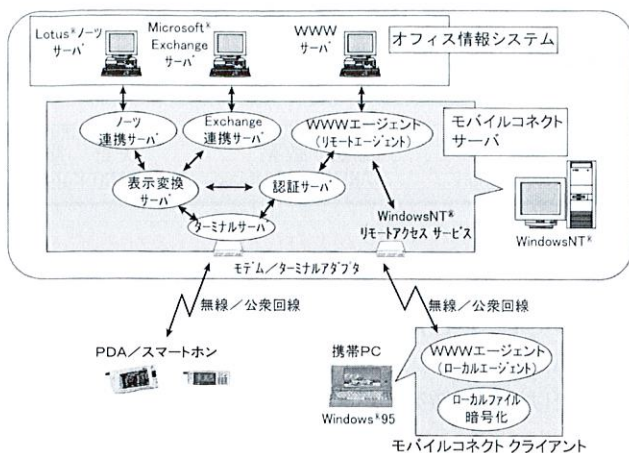 Lotus※ノーツ
サーバ
Microsoft※
Exchange
サーバ
WWW
サーバ
オフィス情報システム
ノーツ
連携サーバ
Exchange
連携サーバ
WWWエージェント
(リモートエージェント)
モバイルコネクト
サーバ
表示変換
サーバ
認証サーバ
ターミナルサーバ
WindowsNT※
リモートアクセス サービス
WindowsNT※
モデム/ターミナルアダプタ
無線/公衆回線
無線/公衆回線
PDA/スマートホン
携帯PC
Windows※95
WWWエージェント
(ローカルエージェント)
ローカルファイル
暗号化
モバイルコネクト クライアント